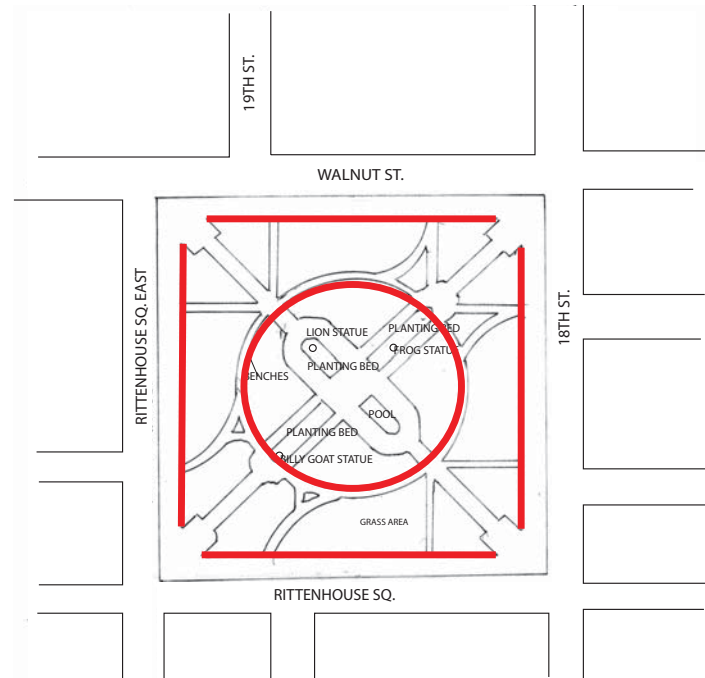 19TH ST.
WALNUT ST.
RITTENHOUSE SQ. EAST
18TH ST.
LION STATUE
PLANTING BED
FROG STATUE
PLANTING BED
BENCHES
POOL
PLANTING BED
BILLY GOAT STATUE
GRASS AREA
RITTENHOUSE SQ.